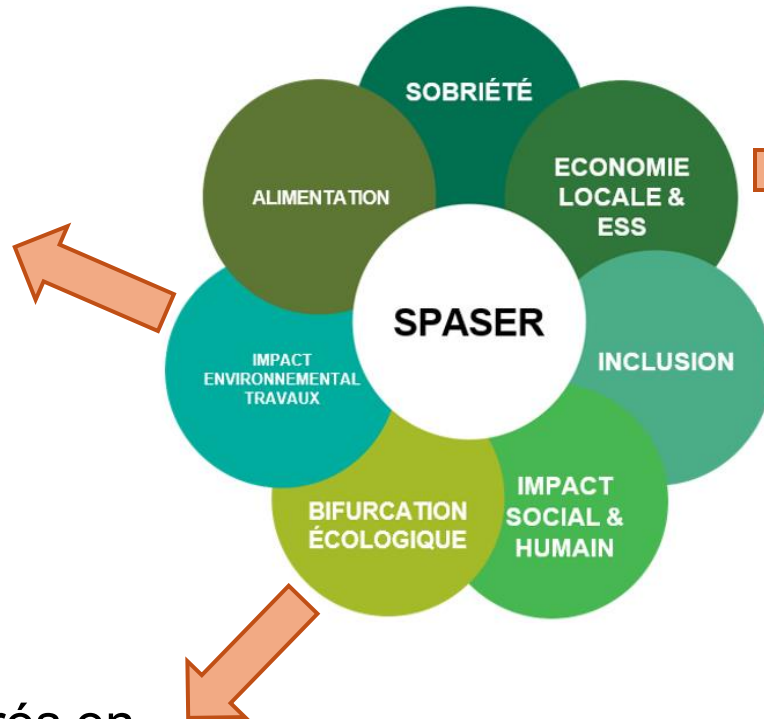 SOBRIÉTÉ
ECONOMIE
LOCALE &
ESS
ALIMENTATION
SPASER
INCLUSION
IMPACT
ENVIRONNEMENTAL
TRAVAUX
IMPACT
SOCIAL &
HUMAIN
BIFURCATION
ÉCOLOGIQUE